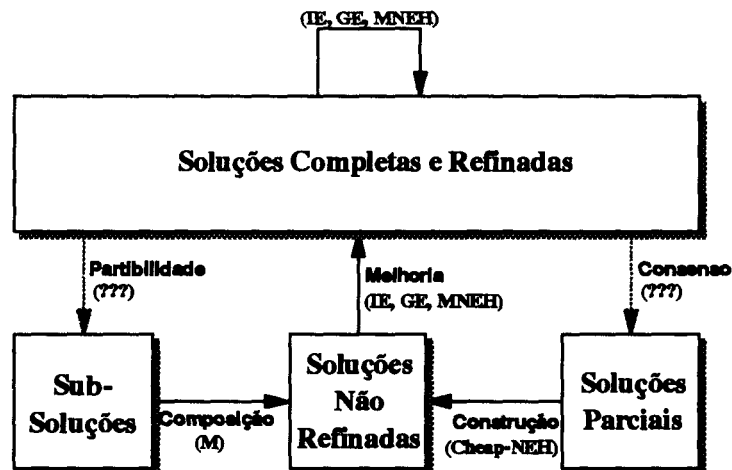 (IE, GE, MNEH)
Soluções Completas e Refinadas
Partibilidade
(???)
Melhoria
(IE, GE, MNEH)
Consenso
(???)
Sub-
Soluções
Composição
(M)
Soluções
Não
Refinadas
Construção
(Cheap-NEH)
Soluções
Parciais